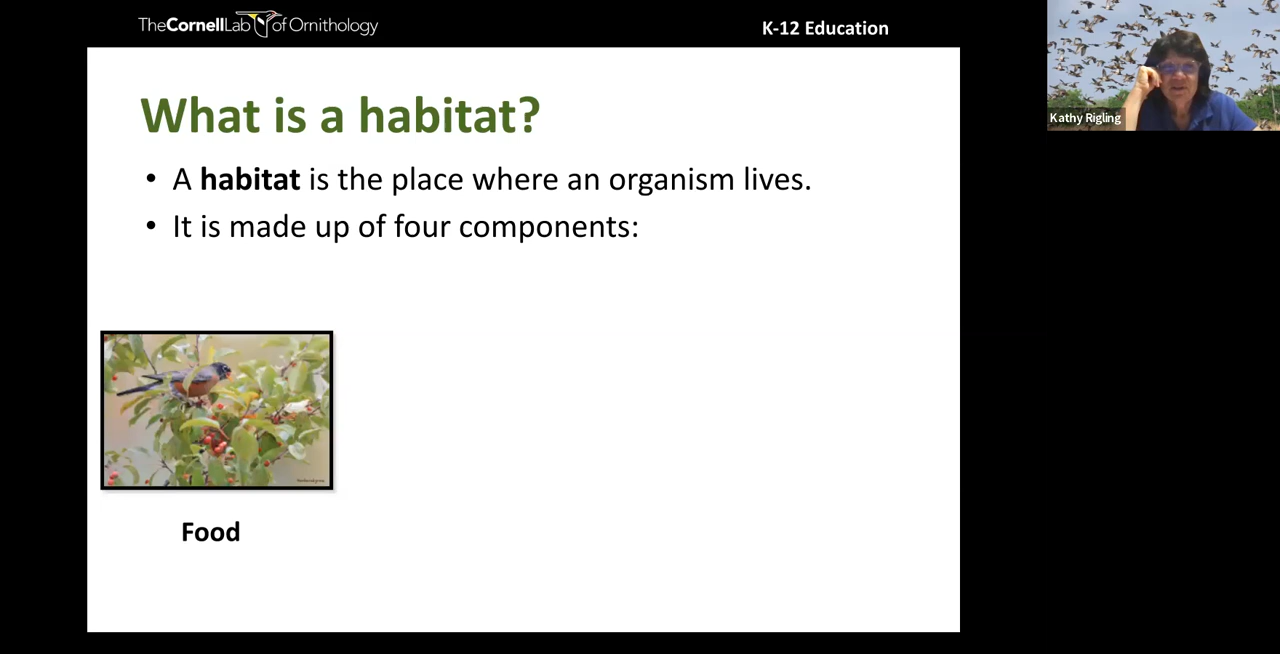 TheCornellLab of Ornithology
K-12 Education
Kathy Rigling
What is a habitat?
• A habitat is the place where an organism lives.
• It is made up of four components:
Food